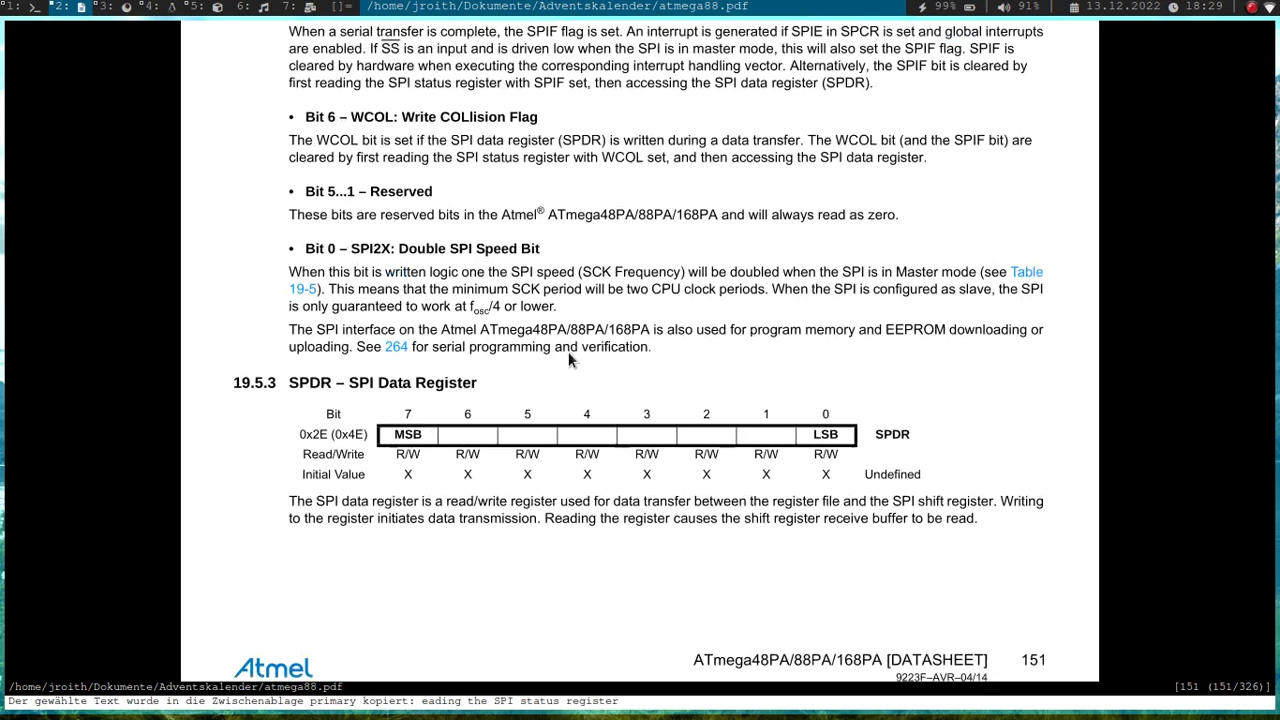 1: 2: 3: 4: 5: 6: 7: []= /home/jroith/Dokumente/Adventskalender/atmega88.pdf 99% 91% 13.12.2022 18:29
When a serial transfer is complete, the SPIF flag is set. An interrupt is generated if SPIE in SPCR is set and global interrupts
are enabled. If SS is an input and is driven low when the SPI is in master mode, this will also set the SPIF flag. SPIF is
cleared by hardware when executing the corresponding interrupt handling vector. Alternatively, the SPIF bit is cleared by
first reading the SPI status register with SPIF set, then accessing the SPI data register (SPDR).
• Bit 6 – WCOL: Write COLlision Flag
The WCOL bit is set if the SPI data register (SPDR) is written during a data transfer. The WCOL bit (and the SPIF bit) are
cleared by first reading the SPI status register with WCOL set, and then accessing the SPI data register.
• Bit 5...1 – Reserved
These bits are reserved bits in the Atmel® ATmega48PA/88PA/168PA and will always read as zero.
• Bit 0 – SPI2X: Double SPI Speed Bit
When this bit is written logic one the SPI speed (SCK Frequency) will be doubled when the SPI is in Master mode (see Table
19-5). This means that the minimum SCK period will be two CPU clock periods. When the SPI is configured as slave, the SPI
is only guaranteed to work at fosc/4 or lower.
The SPI interface on the Atmel ATmega48PA/88PA/168PA is also used for program memory and EEPROM downloading or
uploading. See 264 for serial programming and verification.
19.5.3 SPDR – SPI Data Register
Bit 7 6 5 4 3 2 1 0
0x2E (0x4E) MSB LSB SPDR
Read/Write R/W R/W R/W R/W R/W R/W R/W R/W
Initial Value X X X X X X X X Undefined
The SPI data register is a read/write register used for data transfer between the register file and the SPI shift register. Writing
to the register initiates data transmission. Reading the register causes the shift register receive buffer to be read.
Atmel ATmega48PA/88PA/168PA [DATASHEET] 151
9223F–AVR–04/14
/home/jroith/Dokumente/Adventskalender/atmega88.pdf [151 (151/326)]
Der gewählte Text wurde in die Zwischenablage primary kopiert: eading the SPI status register